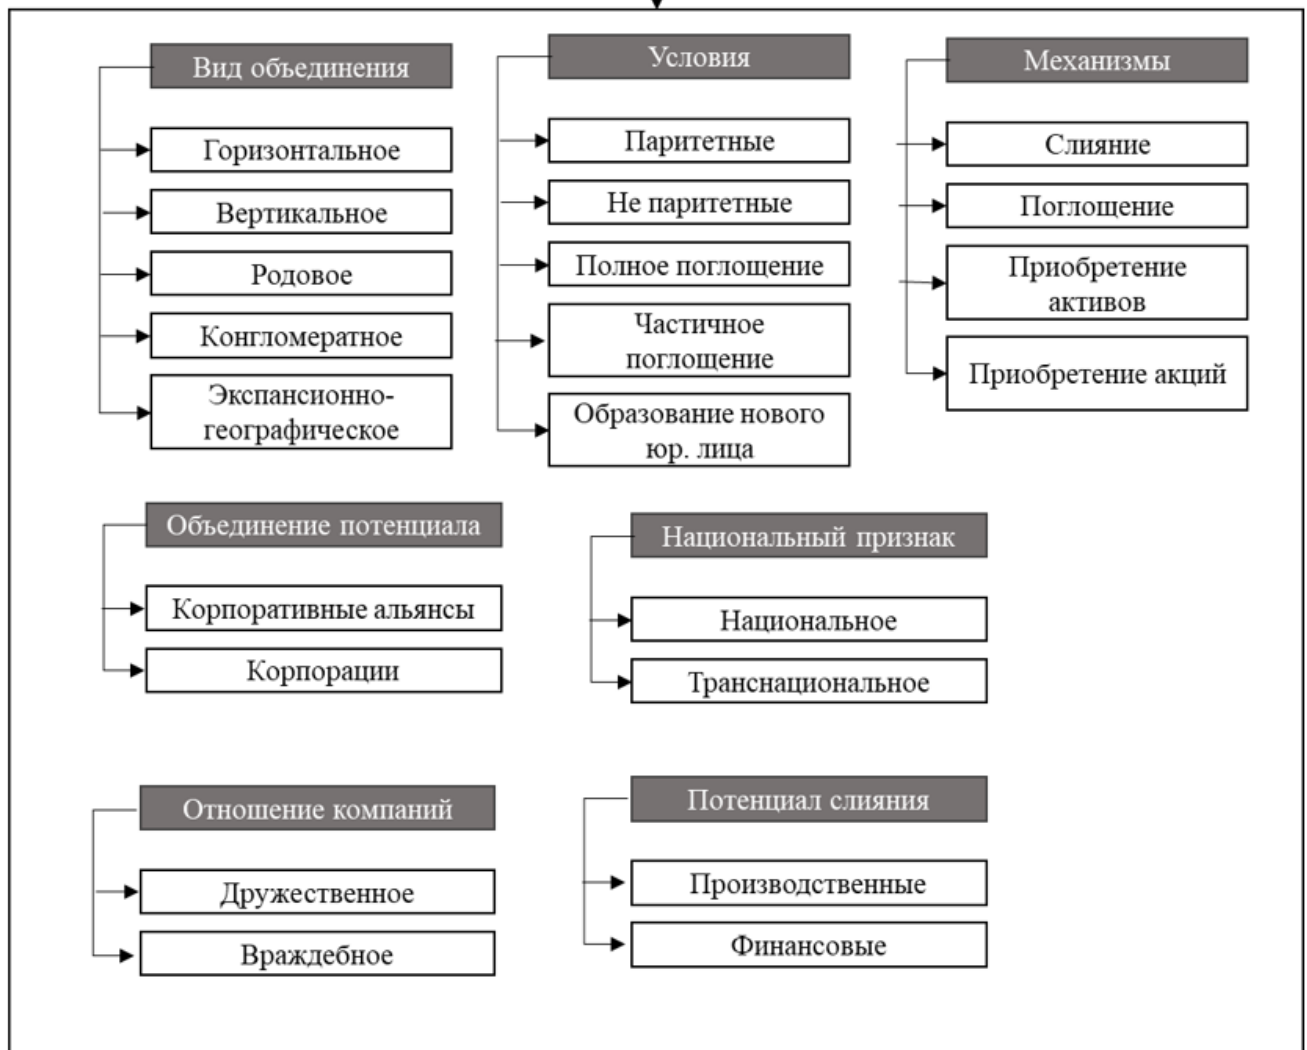 Вид объединения
Горизонтальное
Вертикальное
Родовое
Конгломератное
Экспансионно-
географическое
Условия
Паритетные
Не паритетные
Полное поглощение
Частичное
поглощение
Образование нового
юр. лица
Механизмы
Слияние
Поглощение
Приобретение
активов
Приобретение акций
Объединение потенциала
Корпоративные альянсы
Корпорации
Национальный признак
Национальное
Транснациональное
Отношение компаний
Дружественное
Враждебное
Потенциал слияния
Производственные
Финансовые